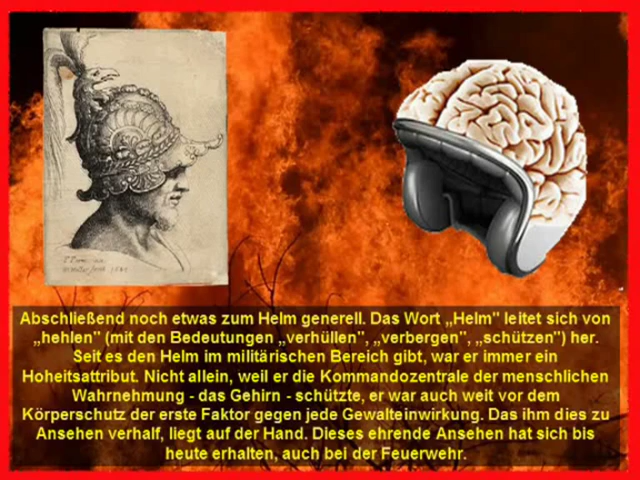 Abschließend noch etwas zum Helm generell. Das Wort „Helm" leitet sich von
„hehlen" (mit den Bedeutungen „verhüllen", „verbergen", „schützen") her.
Seit es den Helm im militärischen Bereich gibt, war er immer ein
Hoheitsattribut. Nicht allein, weil er die Kommandozentrale der menschlichen
Wahrnehmung - das Gehirn - schützte, er war auch weit vor dem
Körperschutz der erste Faktor gegen jede Gewalteinwirkung. Das ihm dies zu
Ansehen verhalf, liegt auf der Hand. Dieses ehrende Ansehen hat sich bis
heute erhalten, auch bei der Feuerwehr.